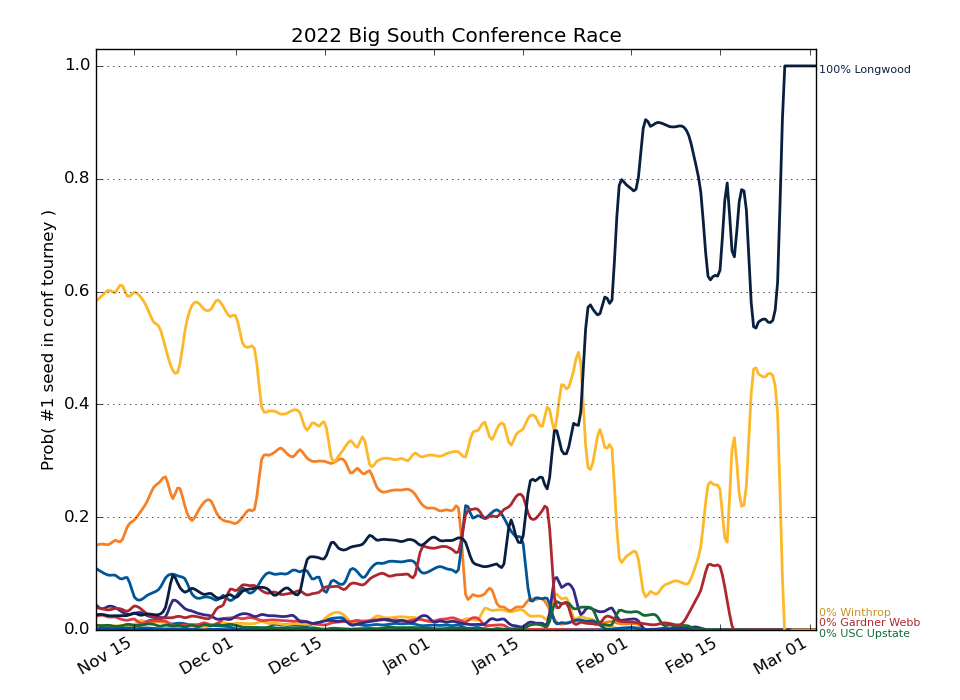 2022 Big South Conference Race
Prob( #1 seed in conf tourney )
1.0
0.8
0.6
0.4
0.2
0.0
100% Longwood
0% Winthrop
0% Gardner Webb
0% USC Upstate
Nov 15
Dec 01
Dec 15
Jan 01
Jan 15
Feb 01
Feb 15
Mar 01